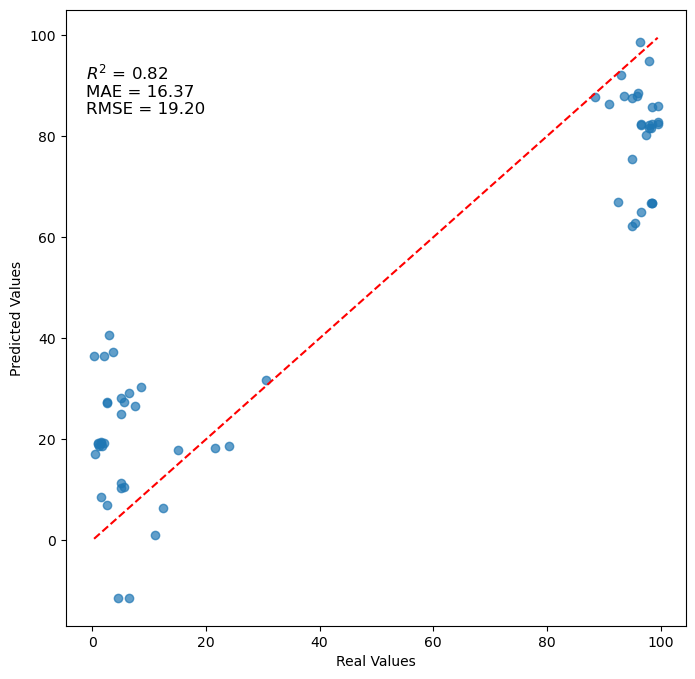 R² = 0.82
MAE = 16.37
RMSE = 19.20
100
80
60
40
20
0
Predicted Values
0 20 40 60 80 100
Real Values